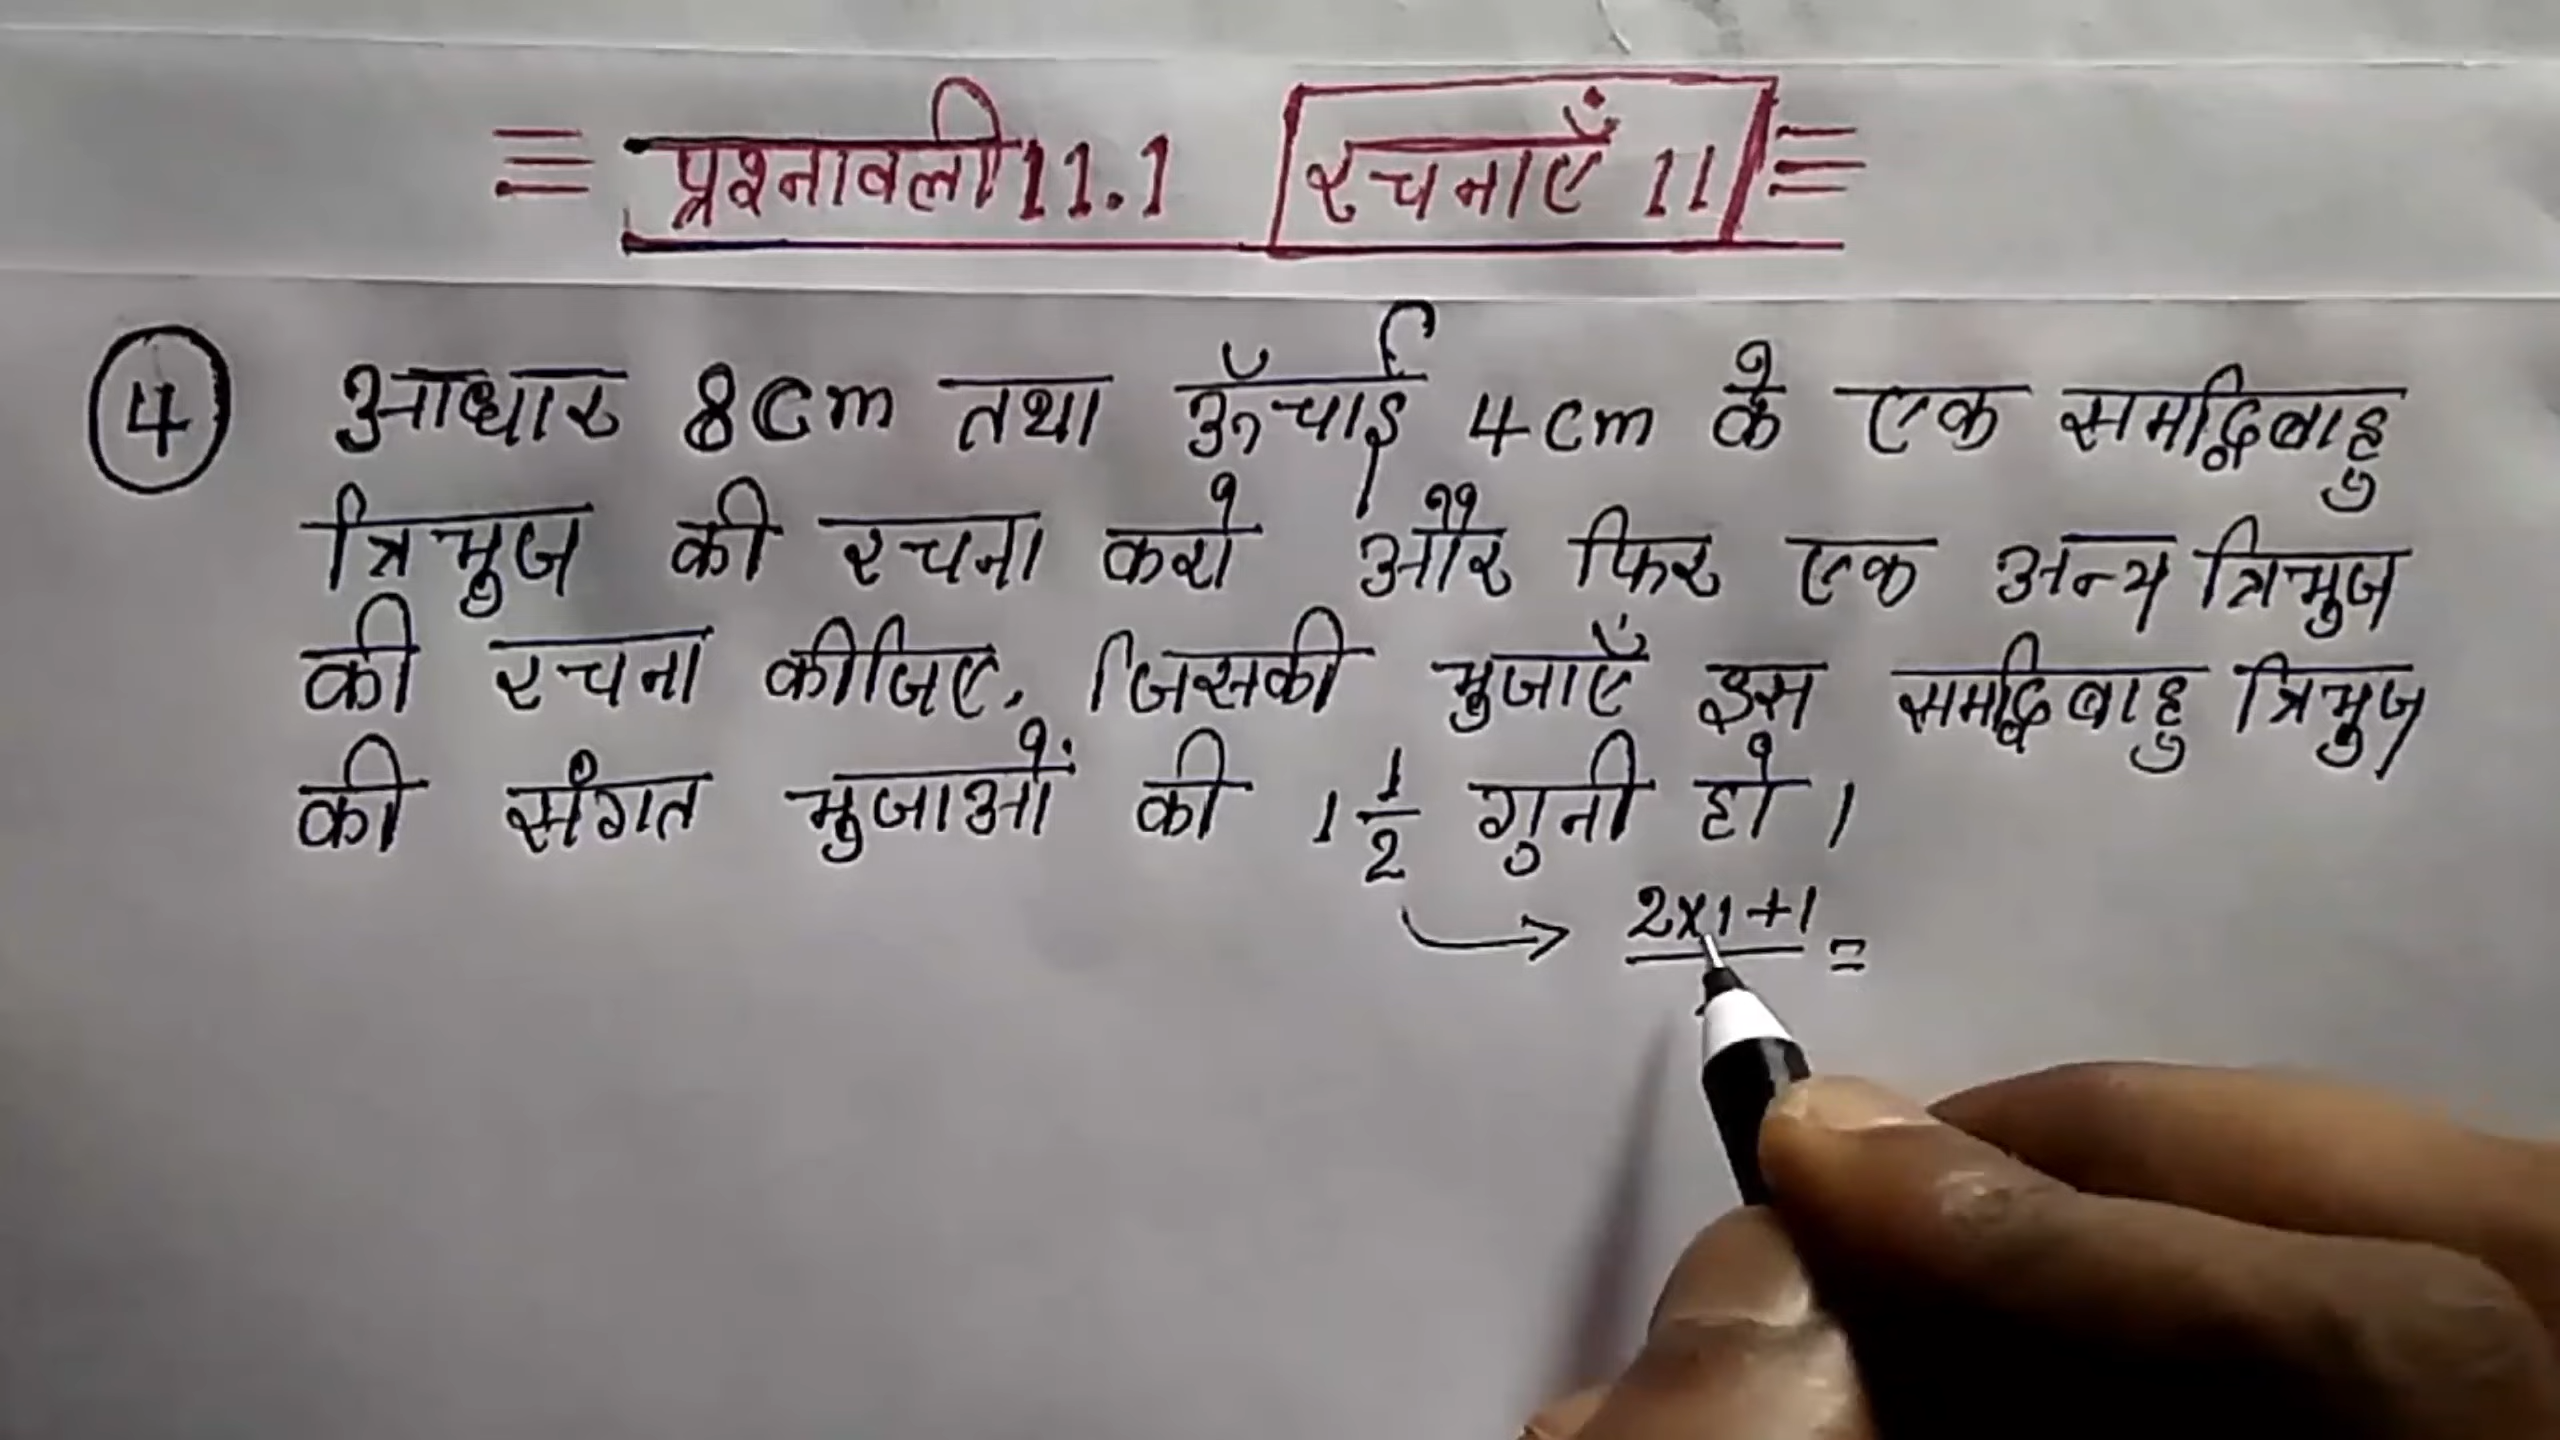 प्रश्नावली 11.1 रचनाएँ 11
4 आधार 8cm तथा ऊँचाई 4cm के एक समद्विबाहु
त्रिभुज की रचना करो और फिर एक अन्य त्रिभुज
की रचना कीजिए, जिसकी भुजाएँ इस समद्विबाहु त्रिभुज
की संगत भुजाओं की 1 1/2 गुनी हो।
→ 2x1+1 =